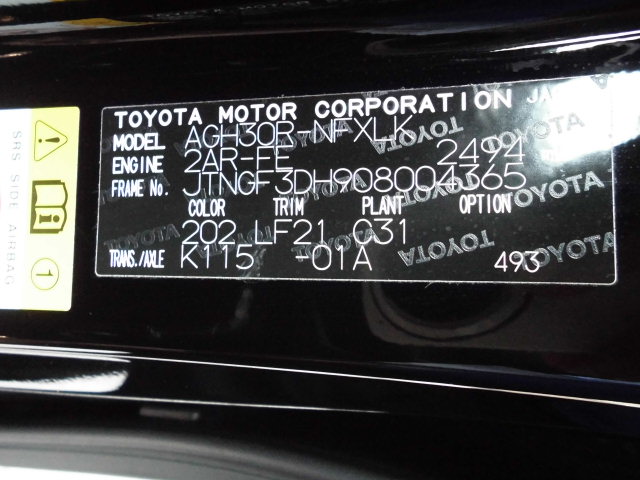 TOYOTA MOTOR CORPORATION JA
MODEL AGH30R-NFXLK
ENGINE 2AR-FE 2494
FRAME No. JTNGF3DH908004365
COLOR TRIM PLANT OPTION
202 LF21 031
TRANS./AXLE K115 -01A 493
SRS SIDE AIRBAG
1